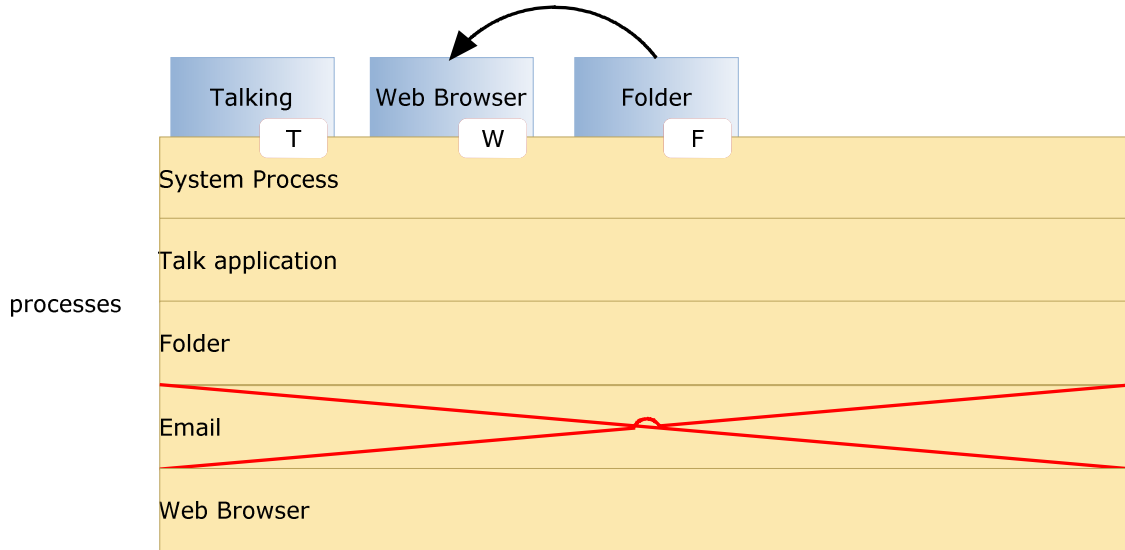 Talking
Web Browser
Folder
T
W
F
System Process
Talk application
processes
Folder
Email
Web Browser